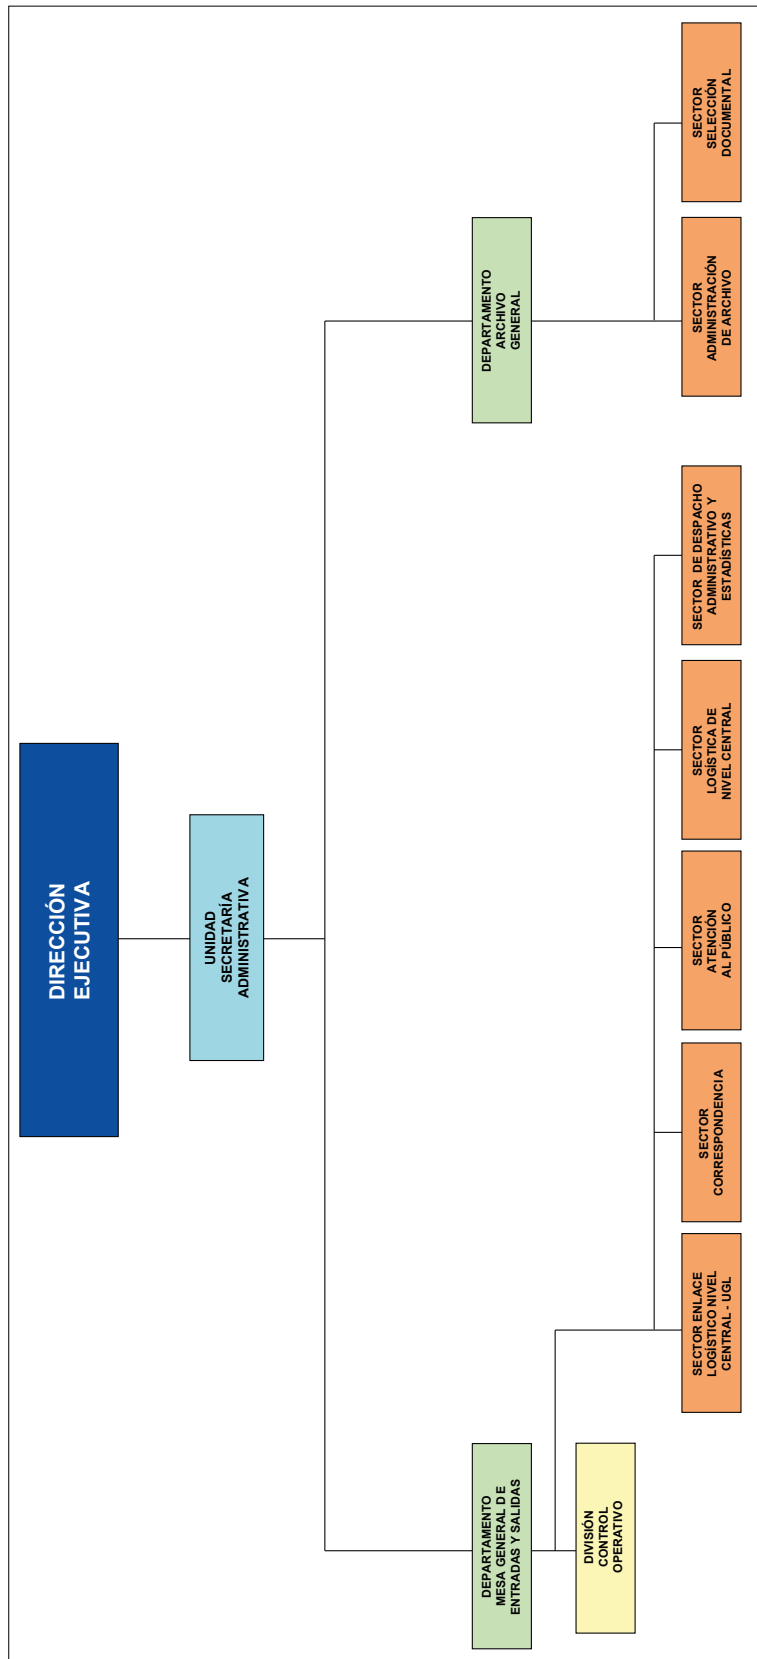 DIRECCIÓN
EJECUTIVA
UNIDAD
SECRETARÍA
ADMINISTRATIVA
DEPARTAMENTO
MESA GENERAL DE
ENTRADAS Y SALIDAS
DEPARTAMENTO
ARCHIVO
GENERAL
DIVISIÓN
CONTROL
OPERATIVO
SECTOR ENLACE
LOGÍSTICO NIVEL
CENTRAL - UGL
SECTOR
CORRESPONDENCIA
SECTOR
ATENCIÓN
AL PÚBLICO
SECTOR
LOGÍSTICA DE
NIVEL CENTRAL
SECTOR DE DESPACHO
ADMINISTRATIVO Y
ESTADÍSTICAS
SECTOR
ADMINISTRACIÓN
DE ARCHIVO
SECTOR
SELECCIÓN
DOCUMENTAL